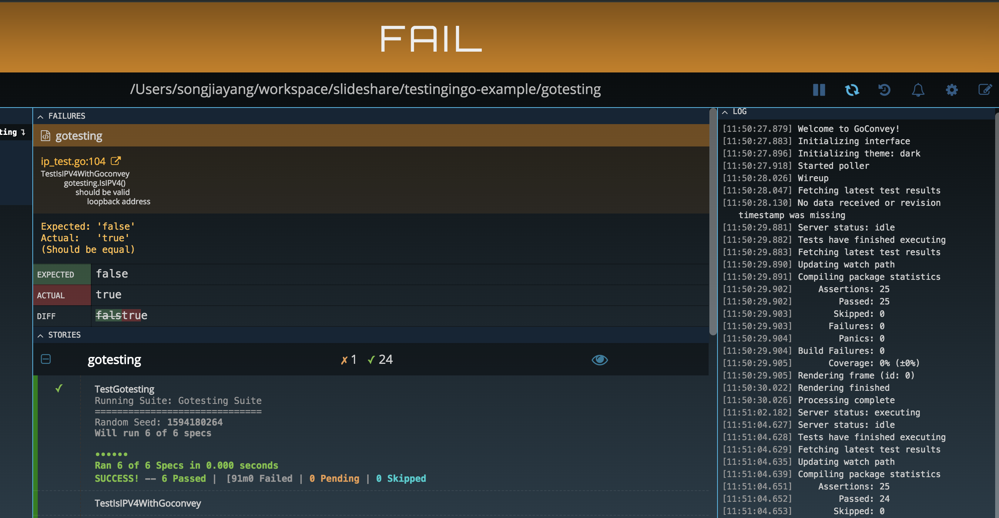 FAIL
/Users/songjiayang/workspace/slideshare/testingingo-example/gotesting
ting
FAILURES
gotesting
ip_test.go:104
TestIsIPV4WithGoconvey
gotesting.IsIPV4()
should be valid
loopback address
Expected: 'false'
Actual:   'true'
(Should be equal)
EXPECTED false
ACTUAL true
DIFF falstrue
STORIES
gotesting ✗ 1 ✓ 24
✓ TestGotesting
Running Suite: Gotesting Suite
==============================
Random Seed: 1594180264
Will run 6 of 6 specs
••••••
Ran 6 of 6 Specs in 0.000 seconds
SUCCESS! -- 6 Passed | [91m0 Failed | 0 Pending | 0 Skipped
TestIsIPV4WithGoconvey
LOG
[11:50:27.879] Welcome to GoConvey!
[11:50:27.883] Initializing interface
[11:50:27.896] Initializing theme: dark
[11:50:27.918] Started poller
[11:50:28.026] Wireup
[11:50:28.047] Fetching latest test results
[11:50:28.130] No data received or revision
timestamp was missing
[11:50:29.881] Server status: idle
[11:50:29.882] Tests have finished executing
[11:50:29.883] Fetching latest test results
[11:50:29.890] Updating watch path
[11:50:29.891] Compiling package statistics
[11:50:29.902] Assertions: 25
[11:50:29.902] Passed: 25
[11:50:29.903] Skipped: 0
[11:50:29.903] Failures: 0
[11:50:29.904] Panics: 0
[11:50:29.904] Build Failures: 0
[11:50:29.905] Coverage: 0% (±0%)
[11:50:29.905] Rendering frame (id: 0)
[11:50:30.022] Rendering finished
[11:50:30.026] Processing complete
[11:51:02.182] Server status: executing
[11:51:04.627] Server status: idle
[11:51:04.628] Tests have finished executing
[11:51:04.629] Fetching latest test results
[11:51:04.635] Updating watch path
[11:51:04.639] Compiling package statistics
[11:51:04.651] Assertions: 25
[11:51:04.652] Passed: 24
[11:51:04.653] Skipped: 0